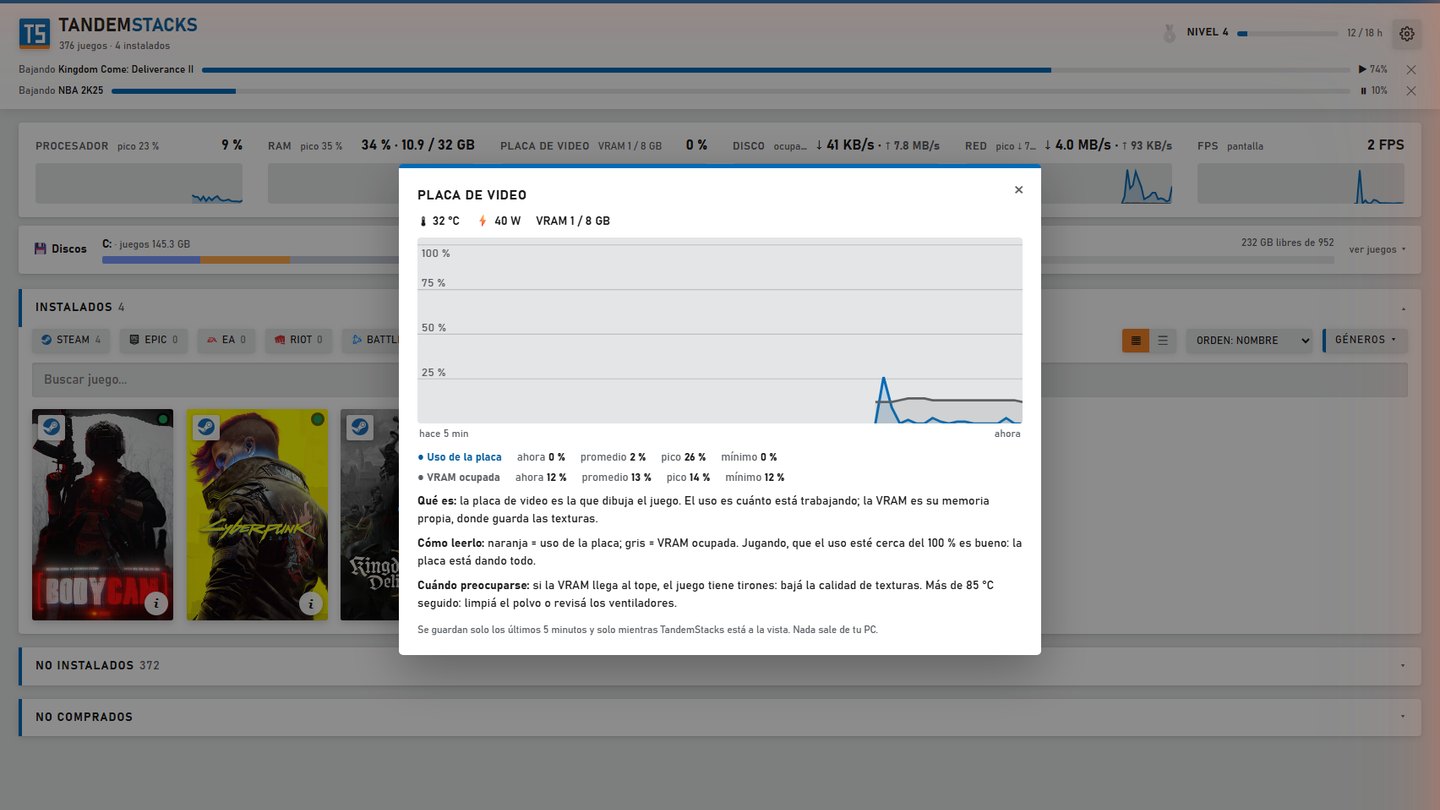 TANDEMSTACKS
376 juegos · 4 instalados
NIVEL 4
12 / 18 h
Bajando Kingdom Come: Deliverance II
▶ 74%
Bajando NBA 2K25
⏸ 10%
PROCESADOR pico 23 % 9 %
RAM pico 35 % 34 % · 10.9 / 32 GB
PLACA DE VIDEO VRAM 1 / 8 GB 0 %
DISCO ocupa… ↓ 41 KB/s · ↑ 7.8 MB/s
RED pico ↓ 7… ↓ 4.0 MB/s · ↑ 93 KB/s
FPS pantalla 2 FPS
Discos
C: · juegos 145.3 GB
232 GB libres de 952
ver juegos
INSTALADOS 4
STEAM 4
EPIC 0
EA 0
RIOT 0
BATTL
ORDEN: NOMBRE
GÉNEROS
Buscar juego...
BODYCAM
Cyberpunk
Kingd
Deli
NO INSTALADOS 372
NO COMPRADOS
PLACA DE VIDEO
×
32 °C
40 W
VRAM 1 / 8 GB
100 %
75 %
50 %
25 %
hace 5 min
ahora
● Uso de la placa ahora 0 % promedio 2 % pico 26 % mínimo 0 %
● VRAM ocupada ahora 12 % promedio 13 % pico 14 % mínimo 12 %
Qué es: la placa de video es la que dibuja el juego. El uso es cuánto está trabajando; la VRAM es su memoria
propia, donde guarda las texturas.
Cómo leerlo: naranja = uso de la placa; gris = VRAM ocupada. Jugando, que el uso esté cerca del 100 % es bueno: la
placa está dando todo.
Cuándo preocuparse: si la VRAM llega al tope, el juego tiene tirones: bajá la calidad de texturas. Más de 85 °C
seguido: limpiá el polvo o revisá los ventiladores.
Se guardan solo los últimos 5 minutos y solo mientras TandemStacks está a la vista. Nada sale de tu PC.